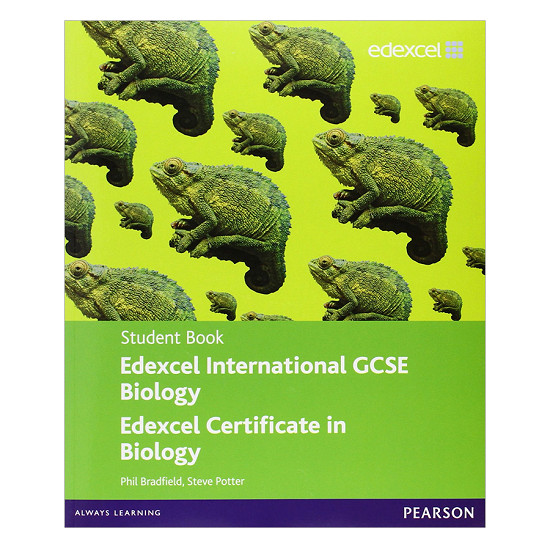 edexcel
Student Book
Edexcel International GCSE
Biology
Edexcel Certificate in
Biology
Phil Bradfield, Steve Potter
ALWAYS LEARNING
PEARSON